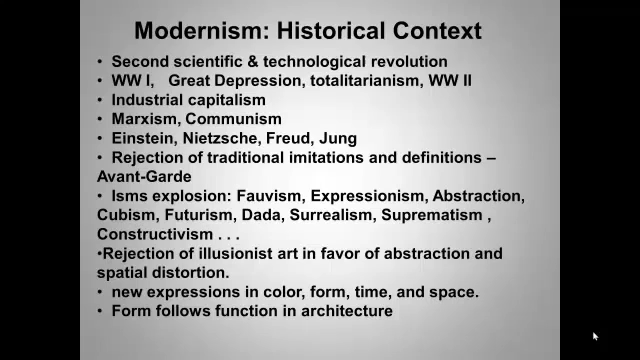 Modernism: Historical Context
• Second scientific & technological revolution
• WW I, Great Depression, totalitarianism, WW II
• Industrial capitalism
• Marxism, Communism
• Einstein, Nietzsche, Freud, Jung
• Rejection of traditional imitations and definitions –
Avant-Garde
• Isms explosion: Fauvism, Expressionism, Abstraction,
Cubism, Futurism, Dada, Surrealism, Suprematism ,
Constructivism . . .
•Rejection of illusionist art in favor of abstraction and
spatial distortion.
• new expressions in color, form, time, and space.
• Form follows function in architecture